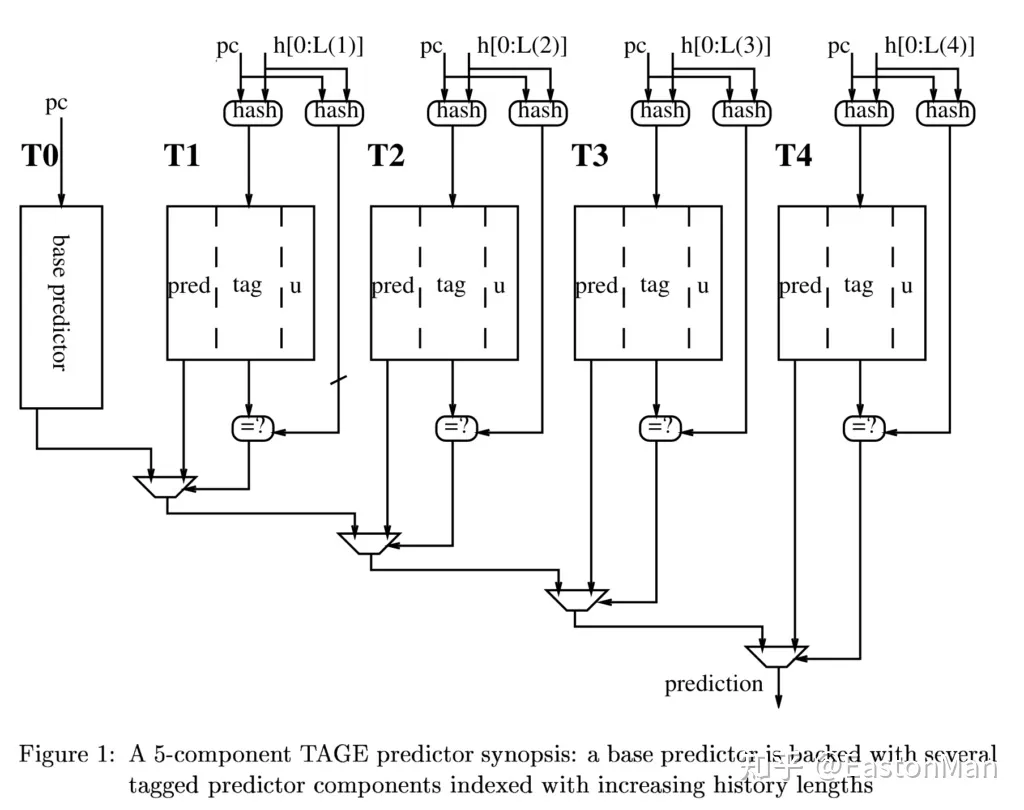 pc h[0:L(1)] pc h[0:L(2)] pc h[0:L(3)] pc h[0:L(4)]
pc
hash hash hash hash hash hash hash hash
T0 T1 T2 T3 T4
base predictor
pred tag u pred tag u pred tag u pred tag u
=? =? =? =?
prediction
Figure 1: A 5-component TAGE predictor synopsis: a base predictor is backed with several
tagged predictor components indexed with increasing history lengths
知乎 @EastonMan